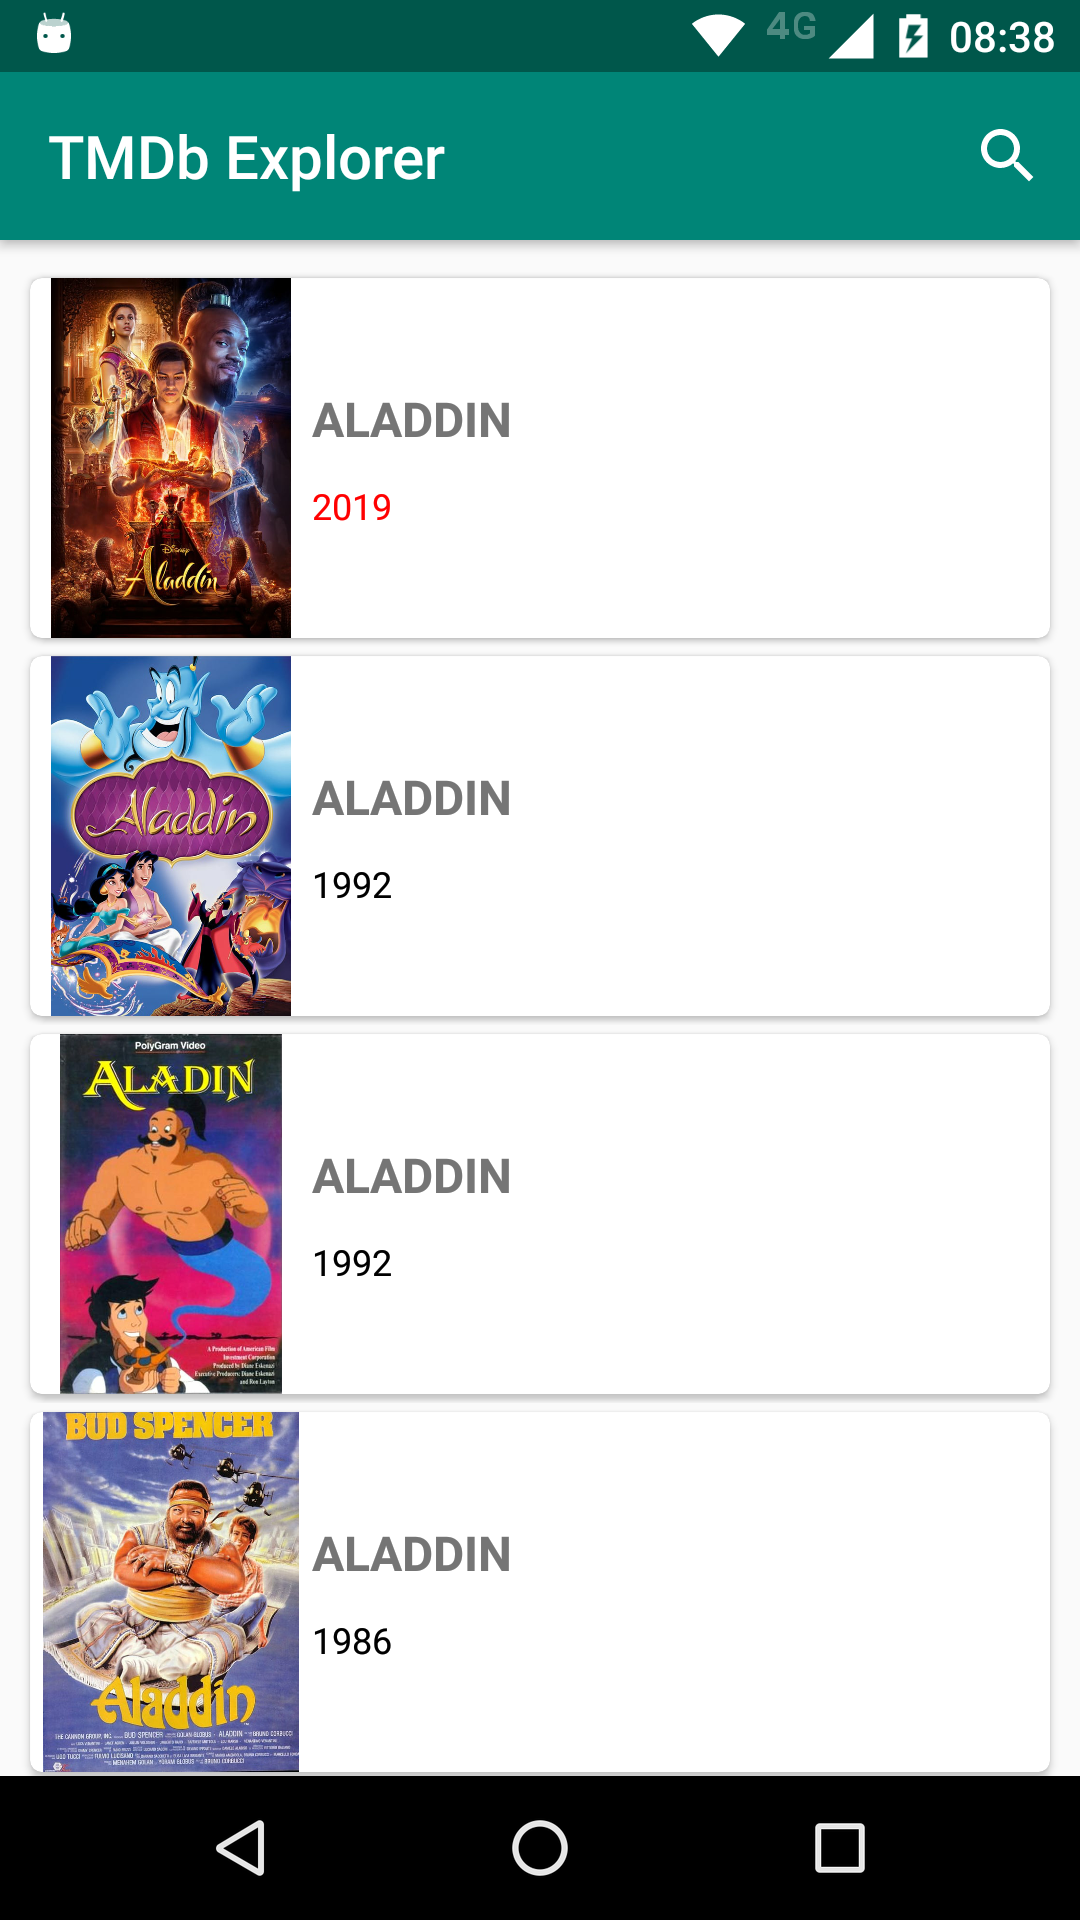 4G 08:38
TMDb Explorer
Disney
Aladdin
ALADDIN
2019
Aladdin
ALADDIN
1992
PolyGram Video
ALADIN
A Production of American Film
Investment Corporation
Produced by Diane Eskenazi
Executive Producers: Diane Eskenazi
and Ron Layton
ALADDIN
1992
BUD SPENCER
Aladdin
ALADDIN
1986